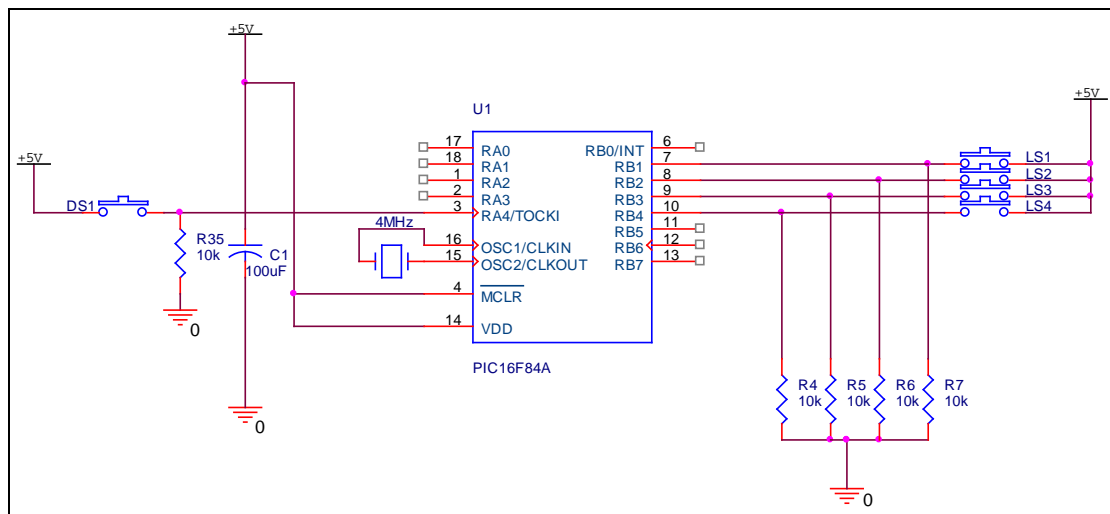 +5V
+5V
+5V
U1
17
RA0
18
RA1
1
RA2
2
RA3
3
RA4/TOCKI
16
OSC1/CLKIN
15
OSC2/CLKOUT
4
MCLR
14
VDD
6
RB0/INT
7
RB1
8
RB2
9
RB3
10
RB4
11
RB5
12
RB6
13
RB7
PIC16F84A
DS1
4MHz
R35
10k
C1
100uF
0
0
LS1
LS2
LS3
LS4
R4
10k
R5
10k
R6
10k
R7
10k
0